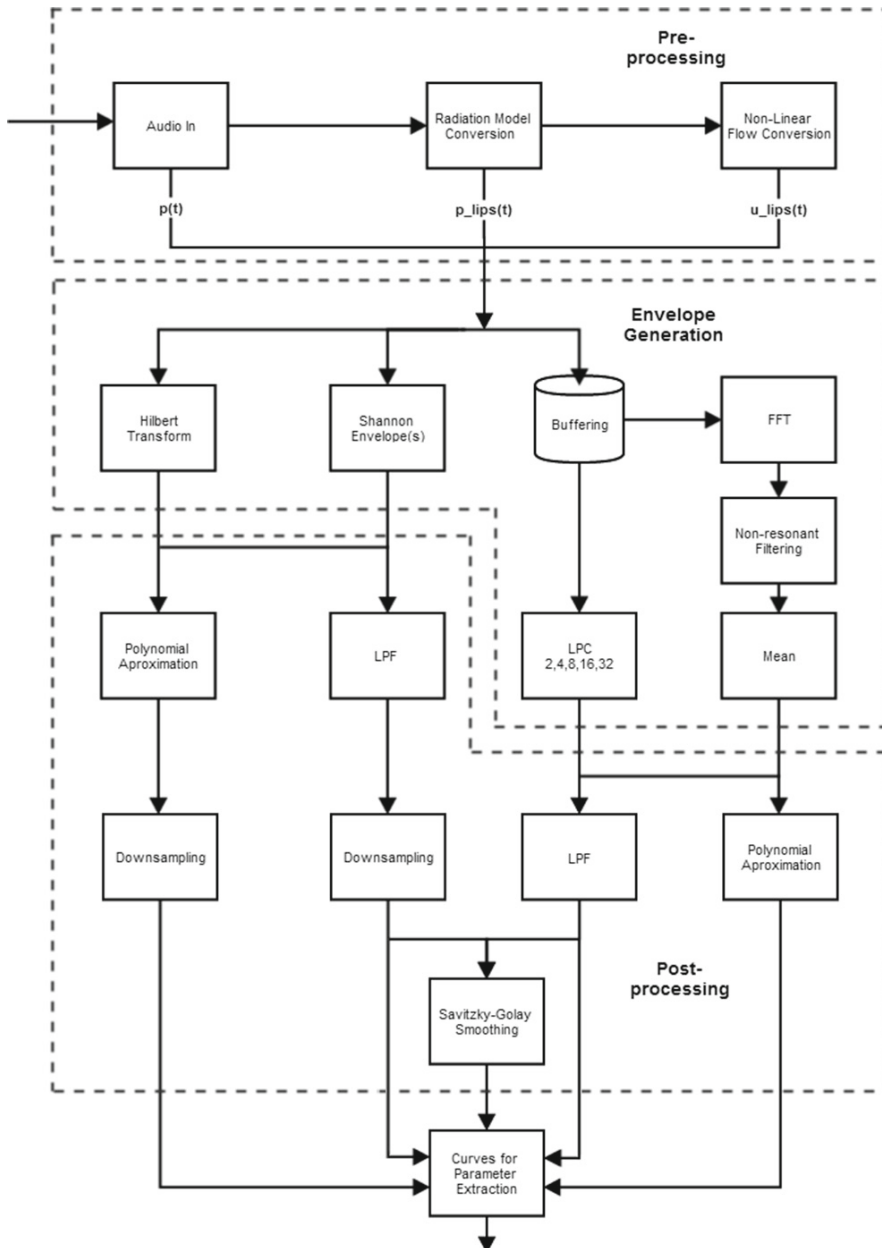 Pre-
processing
Audio In
Radiation Model
Conversion
Non-Linear
Flow Conversion
p(t)
p_lips(t)
u_lips(t)
Envelope
Generation
Hilbert
Transform
Shannon
Envelope(s)
Buffering
FFT
Non-resonant
Filtering
Polynomial
Aproximation
LPF
LPC
2,4,8,16,32
Mean
Downsampling
Downsampling
LPF
Polynomial
Aproximation
Post-
processing
Savitzky-Golay
Smoothing
Curves for
Parameter
Extraction